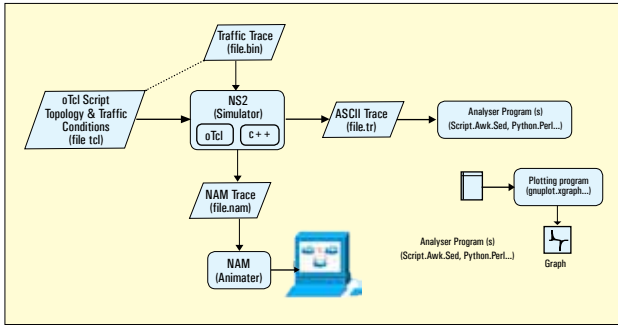 Traffic Trace
(file.bin)
oTcl Script
Topology & Traffic
Conditions
(file tcl)
NS2
(Simulator)
oTcl
c++
ASCII Trace
(file.tr)
Analyser Program (s)
(Script.Awk.Sed, Python.Perl...)
NAM Trace
(file.nam)
Plotting program
(gnuplot.xgraph...)
Analyser Program (s)
(Script.Awk.Sed, Python.Perl...)
Graph
NAM
(Animater)